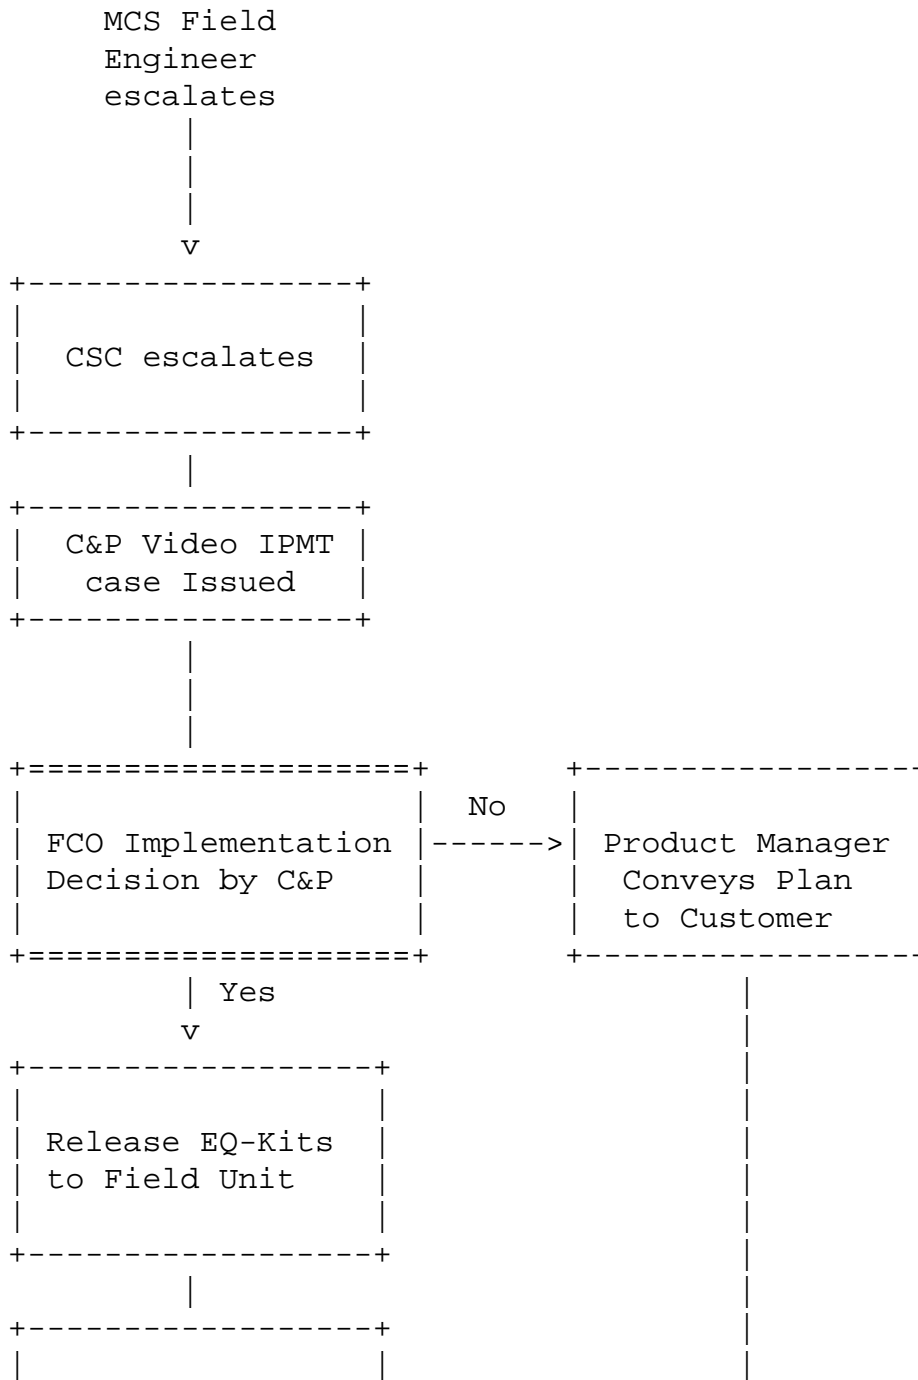 MCS Field
Engineer
escalates
v
CSC escalates
C&P Video IPMT
case Issued
No
FCO Implementation
Decision by C&P
Product Manager
Conveys Plan
to Customer
Yes
v
Release EQ-Kits
to Field Unit